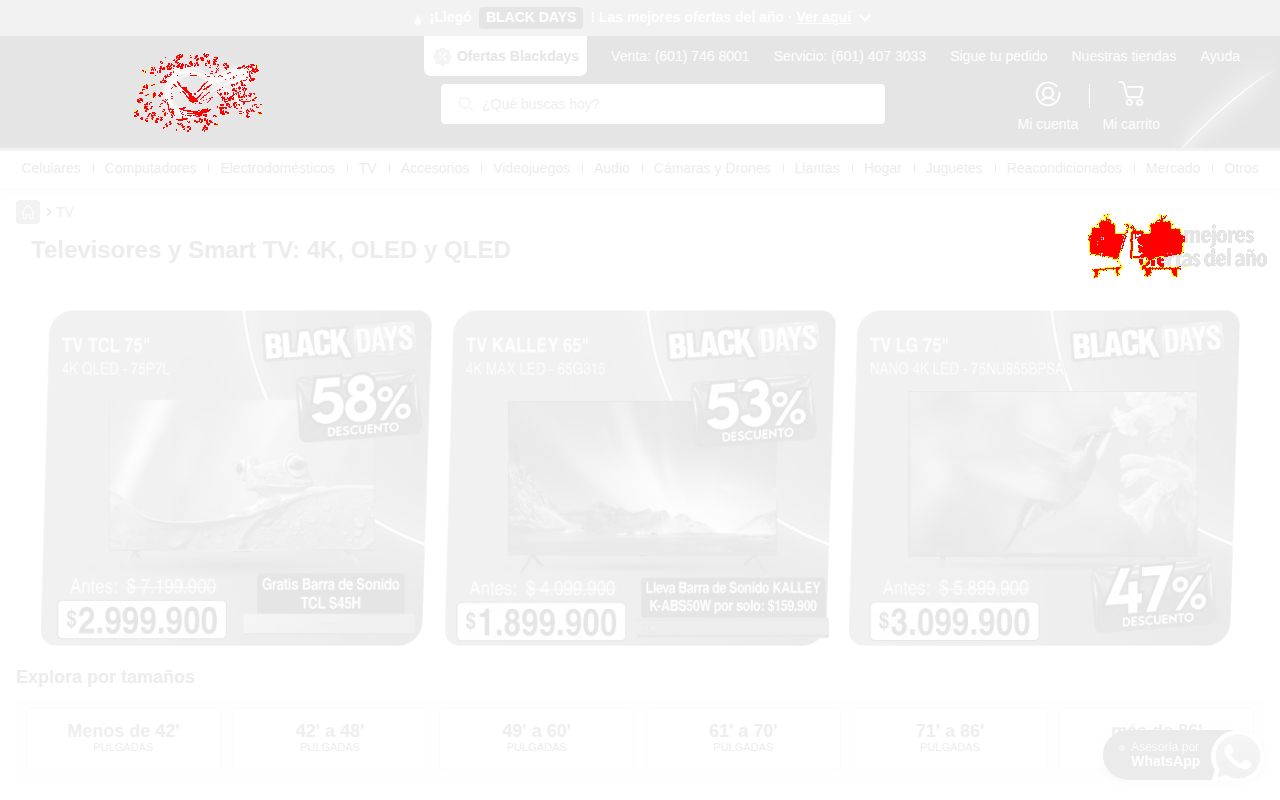 ¡Llegó BLACK DAYS ! Las mejores ofertas del año · Ver aquí
Ofertas Blackdays
Venta: (601) 746 8001
Servicio: (601) 407 3033
Sigue tu pedido
Nuestras tiendas
Ayuda
¿Qué buscas hoy?
Mi cuenta
Mi carrito
Celulares
Computadores
Electrodomésticos
TV
Accesorios
Videojuegos
Audio
Cámaras y Drones
Llantas
Hogar
Juguetes
Reacondicionados
Mercado
Otros
TV
Televisores y Smart TV: 4K, OLED y QLED
mejores
del año
TV TCL 75"
4K QLED - 75P7L
BLACK DAYS
58%
DESCUENTO
Antes: $ 7.199.900
$2.999.900
Gratis Barra de Sonido
TCL S45H
TV KALLEY 65"
4K MAX LED - 65G315
BLACK DAYS
53%
DESCUENTO
Antes: $ 4.099.900
$1.899.900
Lleva Barra de Sonido KALLEY
K-ABS50W por solo: $159.900
TV LG 75"
NANO 4K LED - 75NU855BPSA
BLACK DAYS
Antes: $ 5.899.900
$3.099.900
47%
DESCUENTO
Explora por tamaños
Menos de 42'
PULGADAS
42' a 48'
PULGADAS
49' a 60'
PULGADAS
61' a 70'
PULGADAS
71' a 86'
PULGADAS
más de 86'
Asesoría por
WhatsApp